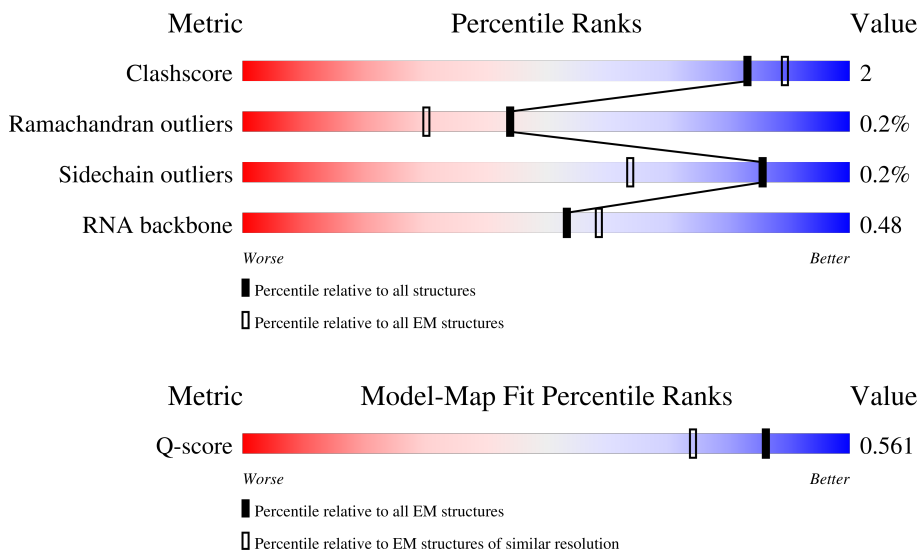 Metric Percentile Ranks Value
Clashscore 2
Ramachandran outliers 0.2%
Sidechain outliers 0.2%
RNA backbone 0.48
Worse Better
Percentile relative to all structures
Percentile relative to all EM structures
Metric Model-Map Fit Percentile Ranks Value
Q-score 0.561
Worse Better
Percentile relative to all EM structures
Percentile relative to EM structures of similar resolution